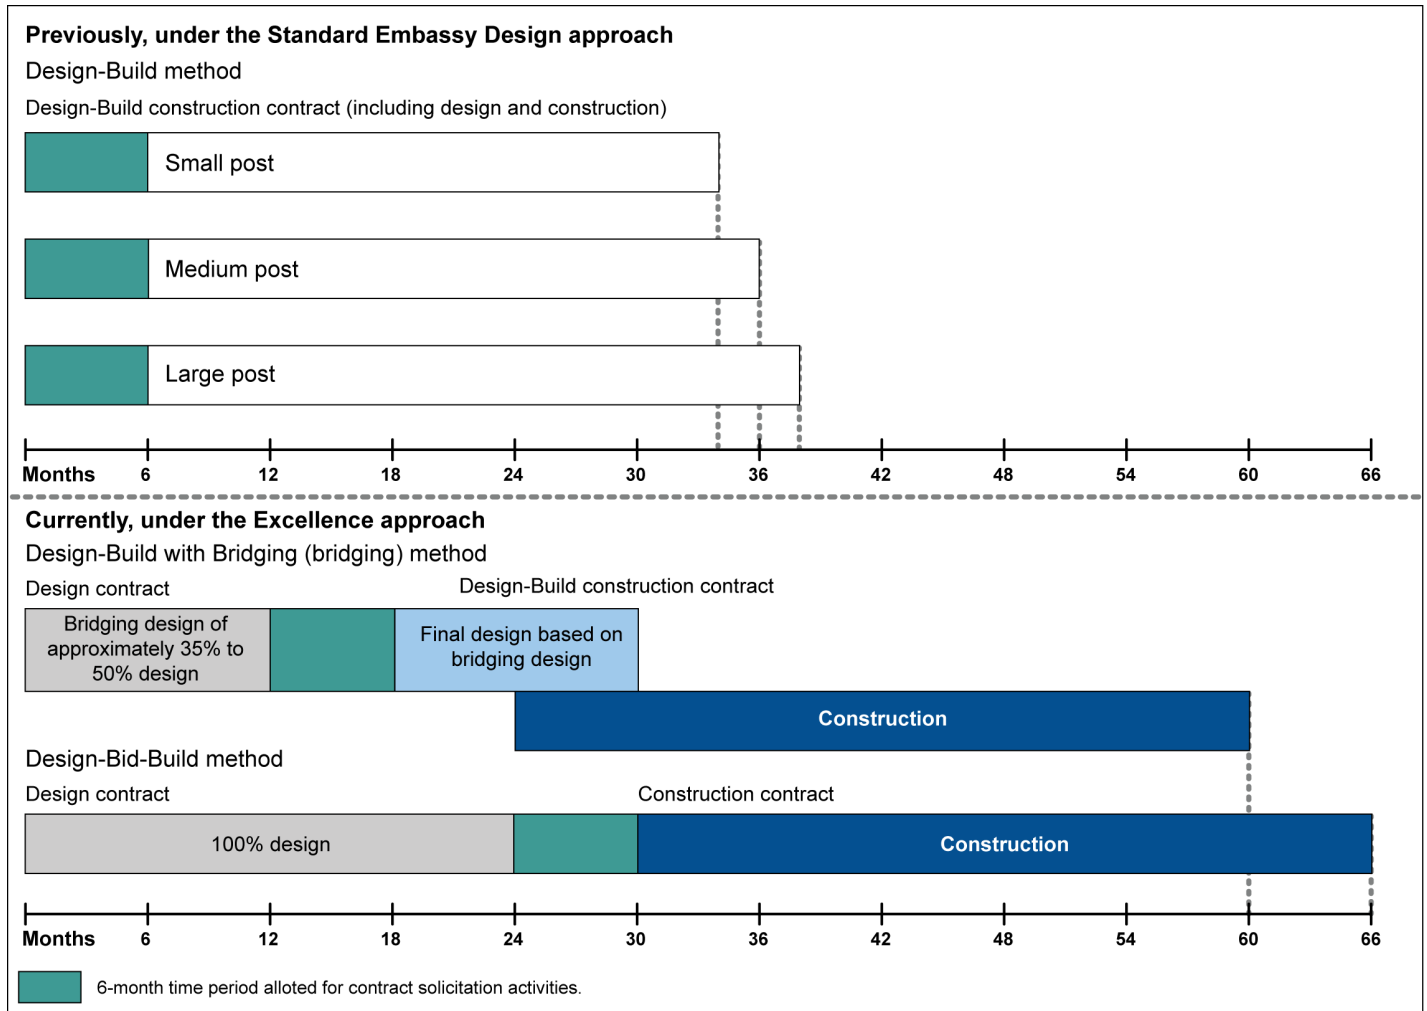 Previously, under the Standard Embassy Design approach
Design-Build method
Design-Build construction contract (including design and construction)
Small post
Medium post
Large post
Months 6 12 18 24 30 36 42 48 54 60 66
Currently, under the Excellence approach
Design-Build with Bridging (bridging) method
Design contract
Design-Build construction contract
Bridging design of
approximately 35% to
50% design
Final design based on
bridging design
Construction
Design-Bid-Build method
Design contract
Construction contract
100% design
Construction
Months 6 12 18 24 30 36 42 48 54 60 66
6-month time period alloted for contract solicitation activities.